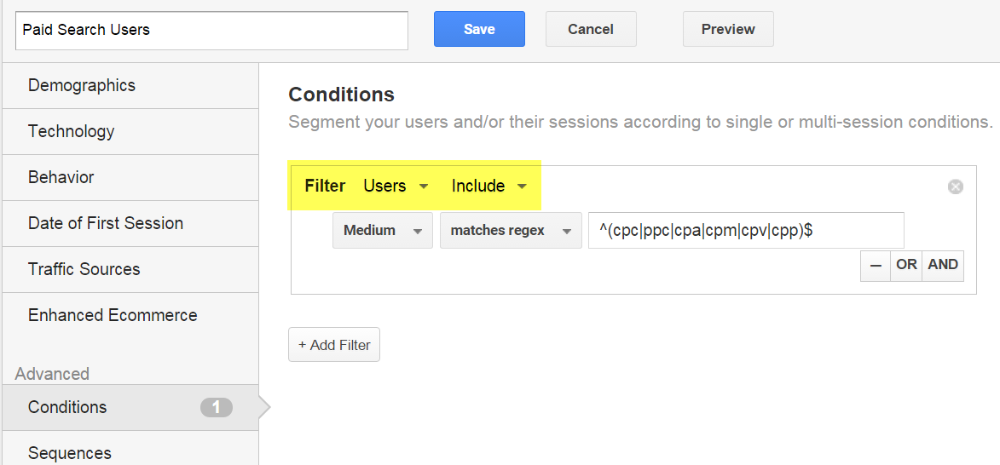 Paid Search Users
Save
Cancel
Preview
Demographics
Technology
Behavior
Date of First Session
Traffic Sources
Enhanced Ecommerce
Advanced
Conditions 1
Sequences
Conditions
Segment your users and/or their sessions according to single or multi-session conditions.
Filter Users Include
Medium matches regex ^(cpc|ppc|cpa|cpm|cpv|cpp)$
– OR AND
+ Add Filter